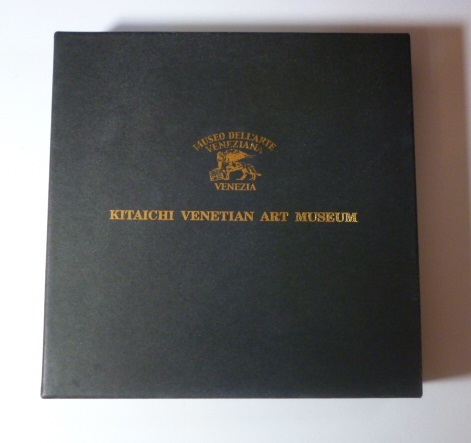 MUSEO DELL'ARTE
VENEZIANA
VENEZIA
KITAICHI VENETIAN ART MUSEUM